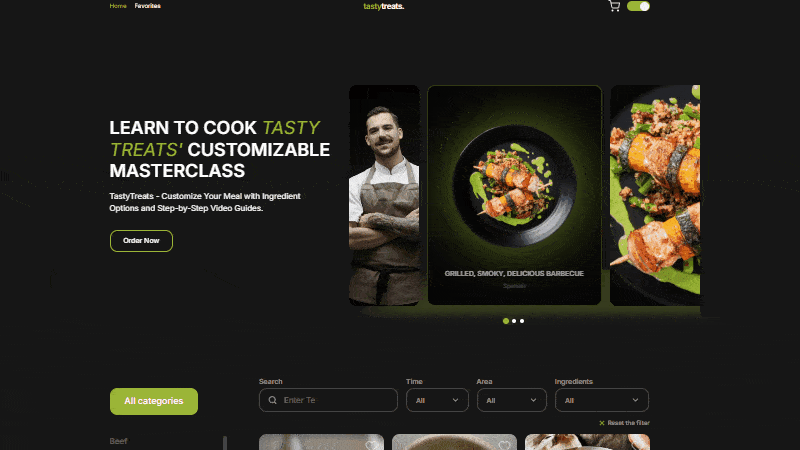 Home Favorites tastytreats.
LEARN TO COOK TASTY
TREATS' CUSTOMIZABLE
MASTERCLASS
TastyTreats - Customize Your Meal with Ingredient
Options and Step-by-Step Video Guides.
Order Now
GRILLED, SMOKY, DELICIOUS BARBECUE
Spanish
Search Time Area Ingredients
All categories
Enter Te All All All
Reset the filter
Beef